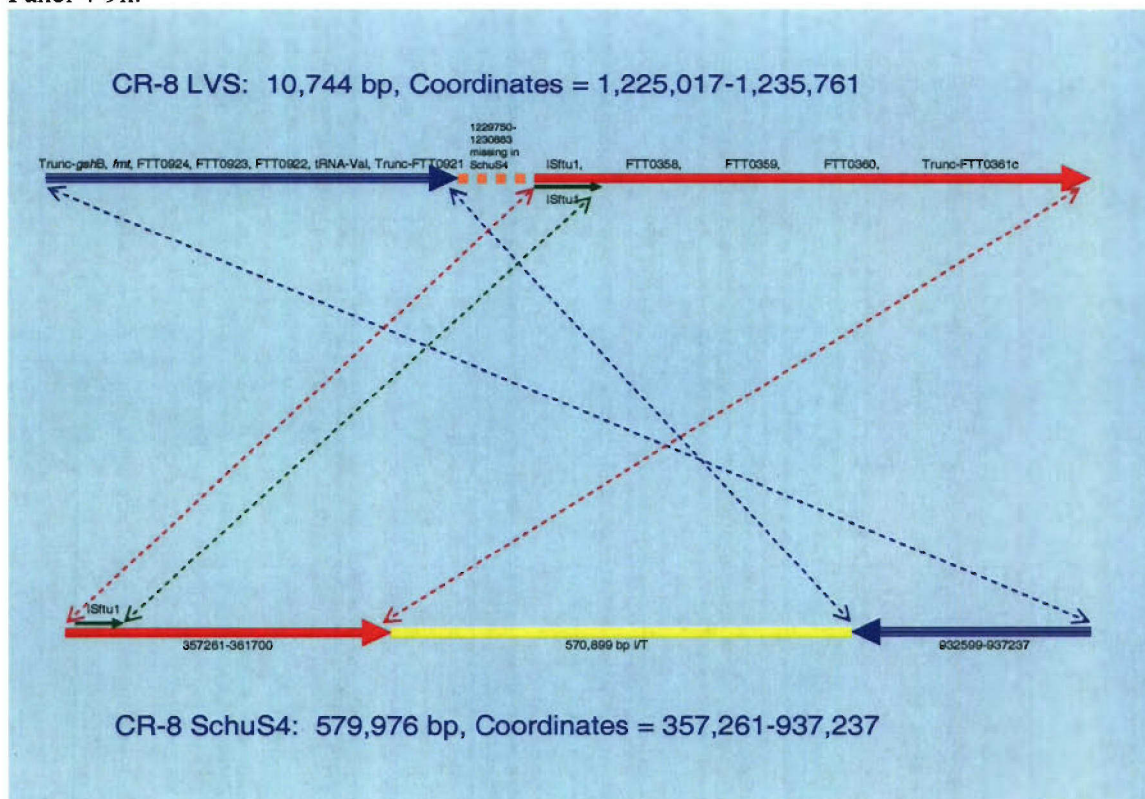 CR-8 LVS: 10,744 bp, Coordinates = 1,225,017-1,235,761
1229750-
1230883
missing in
SchuS4
Trunc-gshB, fmt, FTT0924, FTT0923, FTT0922, tRNA-Val, Trunc-FTT0921
ISftu1, FTT0358, FTT0359, FTT0360, Trunc-FTT0361c
ISftu1
ISftu1
357261-361700
570,899 bp I/T
932599-937237
CR-8 SchuS4: 579,976 bp, Coordinates = 357,261-937,237